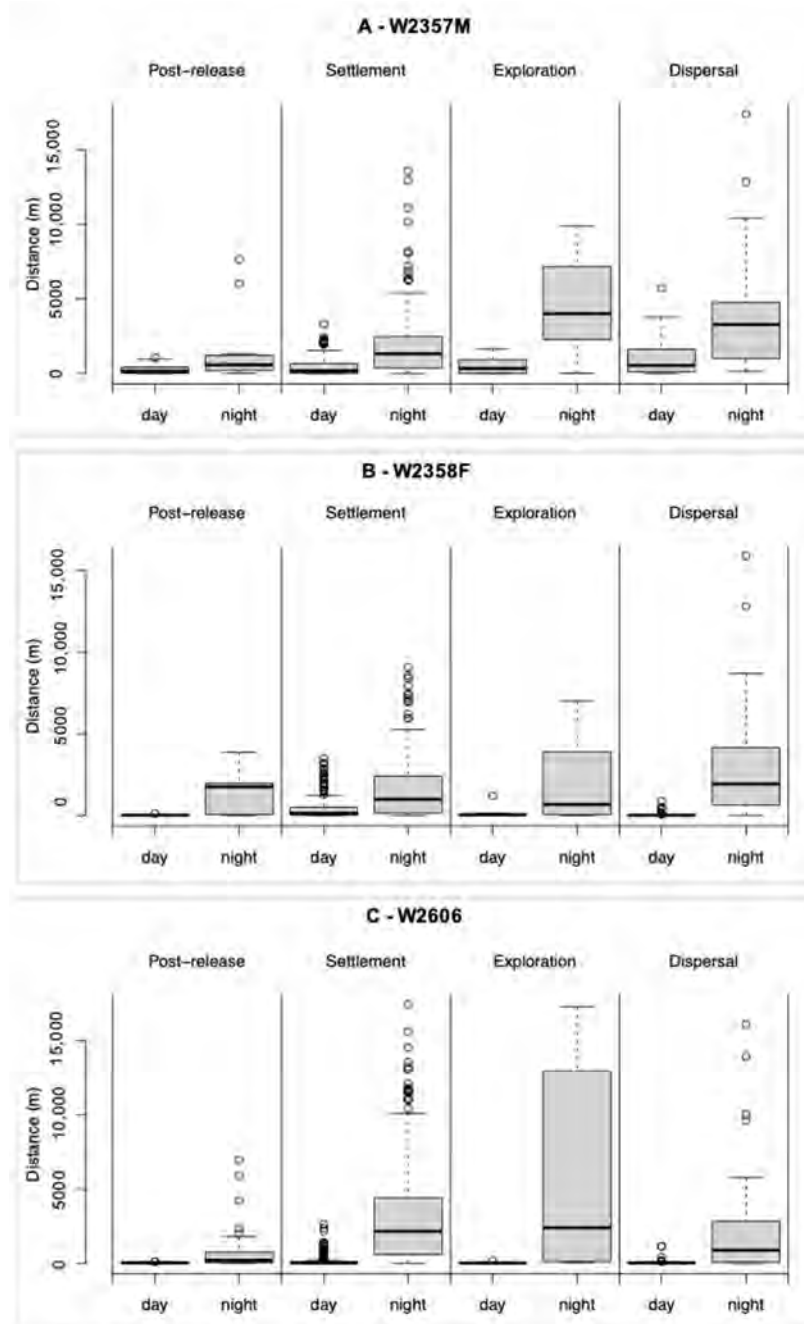 A - W2357M
Post-release Settlement Exploration Dispersal
Distance (m)
15,000
10,000
5000
0
day night day night day night day night
B - W2358F
Post-release Settlement Exploration Dispersal
Distance (m)
15,000
10,000
5000
0
day night day night day night day night
C - W2606
Post-release Settlement Exploration Dispersal
Distance (m)
15,000
10,000
5000
0
day night day night day night day night